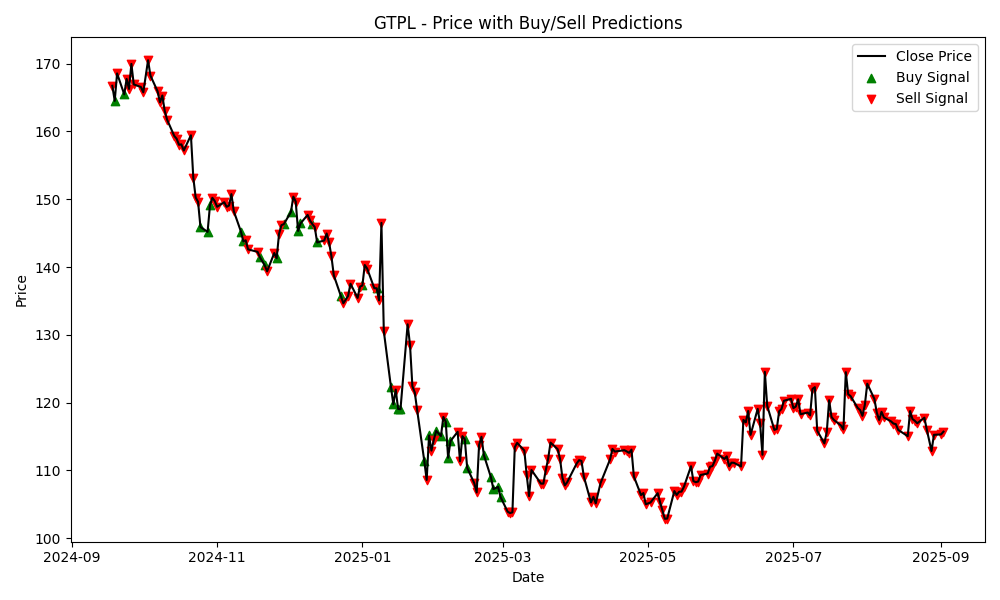 GTPL - Price with Buy/Sell Predictions
Close Price
Buy Signal
Sell Signal
Price
170
160
150
140
130
120
110
100
2024-09
2024-11
2025-01
2025-03
2025-05
2025-07
2025-09
Date